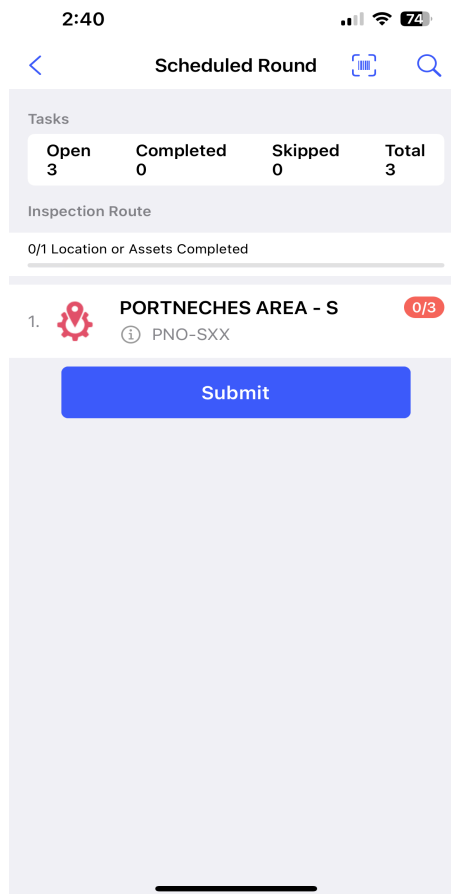 2:40
74
Scheduled Round
Tasks
Open Completed Skipped Total
3 0 0 3
Inspection Route
0/1 Location or Assets Completed
1. PORTNECHES AREA - S 0/3
PNO-SXX
Submit